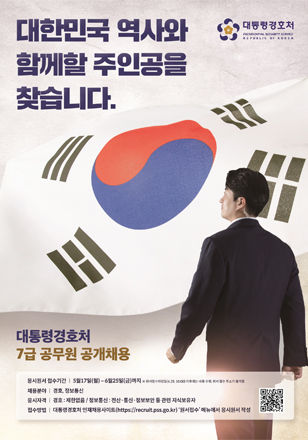 대한민국 역사와
함께할 주인공을
찾습니다.
대통령경호처
PRESIDENTIAL SECURITY SERVICE
REPUBLIC OF KOREA
대통령경호처
7급 공무원 공개채용
응시원서 접수기간 | 5월17일(월) ~ 6월25일(금)까지
채용분야 | 경호, 정보통신
응시자격 | 경호 : 제한없음 / 정보통신 : 전산·통신·정보보안 등 관련 자식보유자
접수방법 | 대통령경호처 인재채용사이트(https://recruit.pss.go.kr) '원서접수' 메뉴에서 응시원서 작성